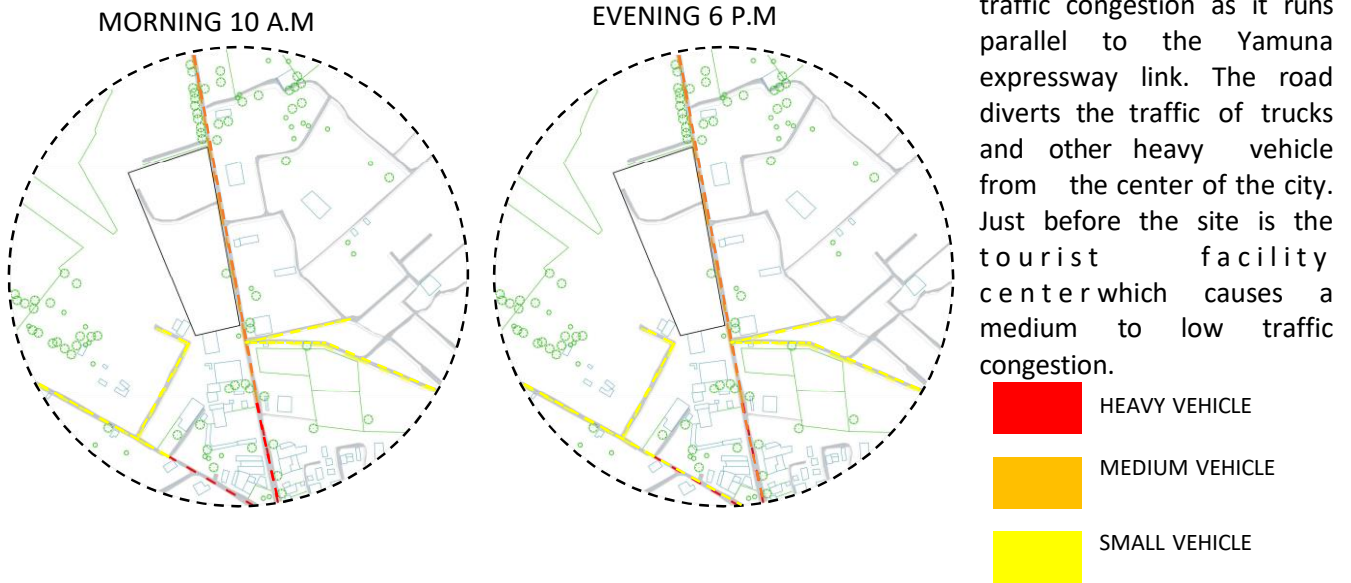 MORNING 10 A.M
EVENING 6 P.M
traffic congestion as it runs
parallel to the Yamuna
expressway link. The road
diverts the traffic of trucks
and other heavy vehicle
from the center of the city.
Just before the site is the
tourist facility
center which causes a
medium to low traffic
congestion.
HEAVY VEHICLE
MEDIUM VEHICLE
SMALL VEHICLE